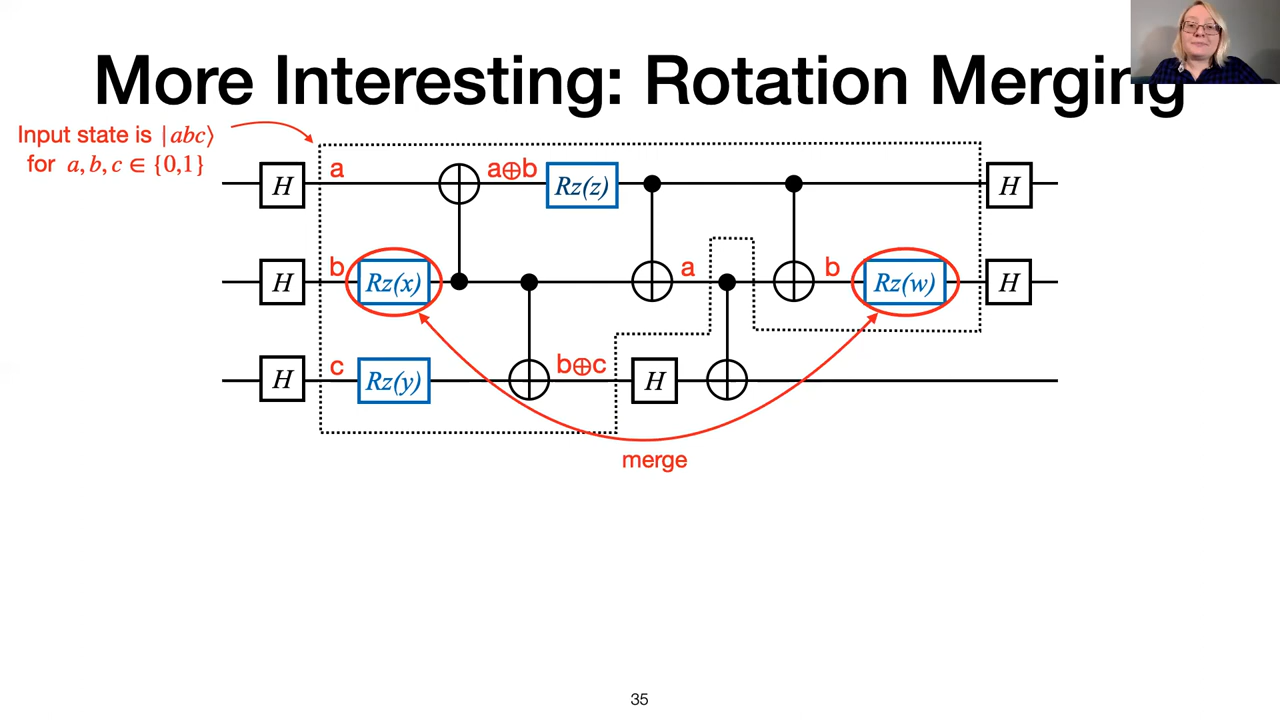 More Interesting: Rotation Merging
Input state is |abc⟩
for a, b, c ∈ {0,1}
H a a⊕b Rz(z) H
H b Rz(x) a b Rz(w) H
H c Rz(y) b⊕c H
merge
35